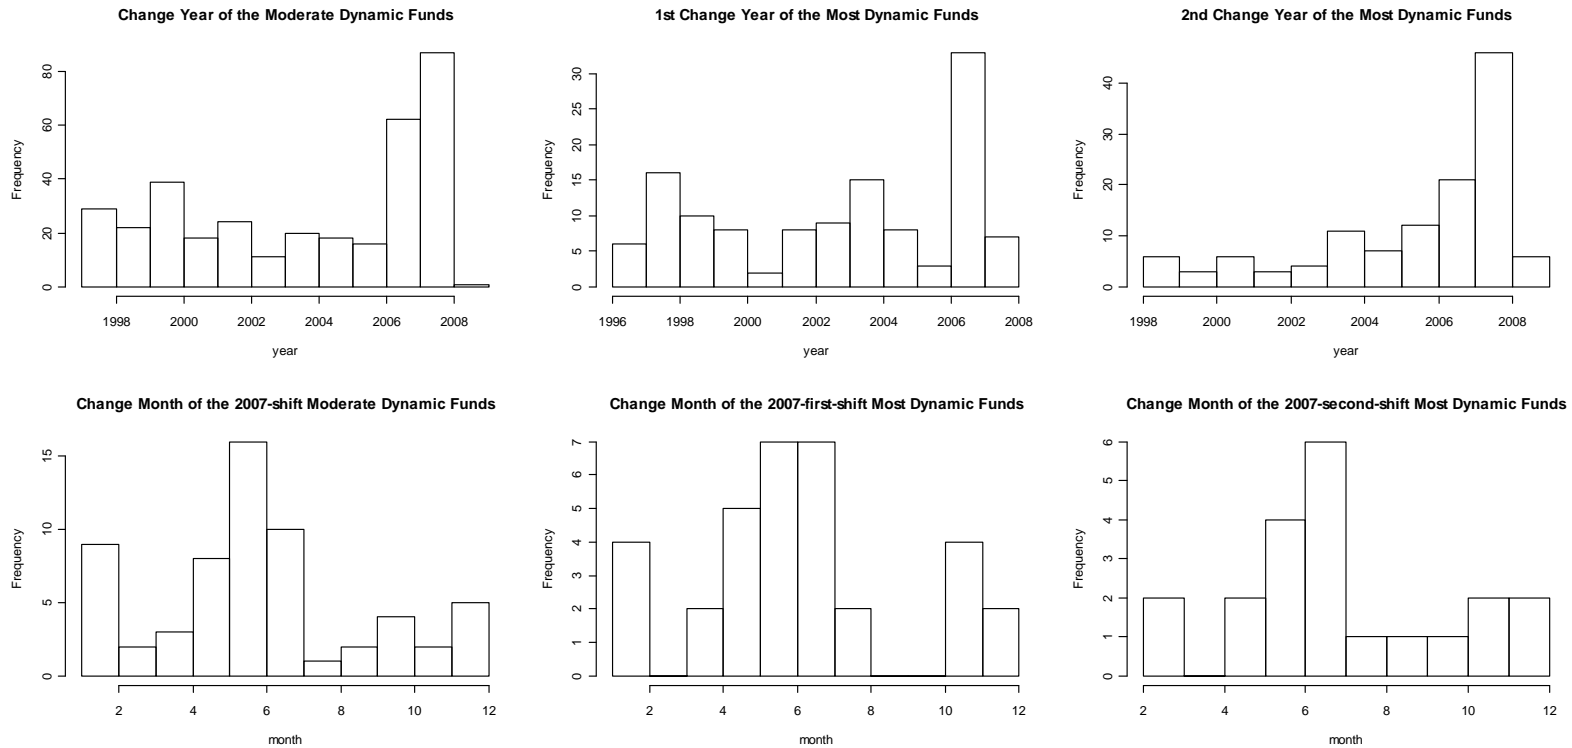 Change Year of the Moderate Dynamic Funds
Frequency
80
60
40
20
0
1998 2000 2002 2004 2006 2008
year
1st Change Year of the Most Dynamic Funds
Frequency
30
25
20
15
10
5
0
1996 1998 2000 2002 2004 2006 2008
year
2nd Change Year of the Most Dynamic Funds
Frequency
40
30
20
10
0
1998 2000 2002 2004 2006 2008
year
Change Month of the 2007-shift Moderate Dynamic Funds
Frequency
15
10
5
0
2 4 6 8 10 12
month
Change Month of the 2007-first-shift Most Dynamic Funds
Frequency
7
6
5
4
3
2
1
0
2 4 6 8 10 12
month
Change Month of the 2007-second-shift Most Dynamic Funds
Frequency
6
5
4
3
2
1
0
2 4 6 8 10 12
month